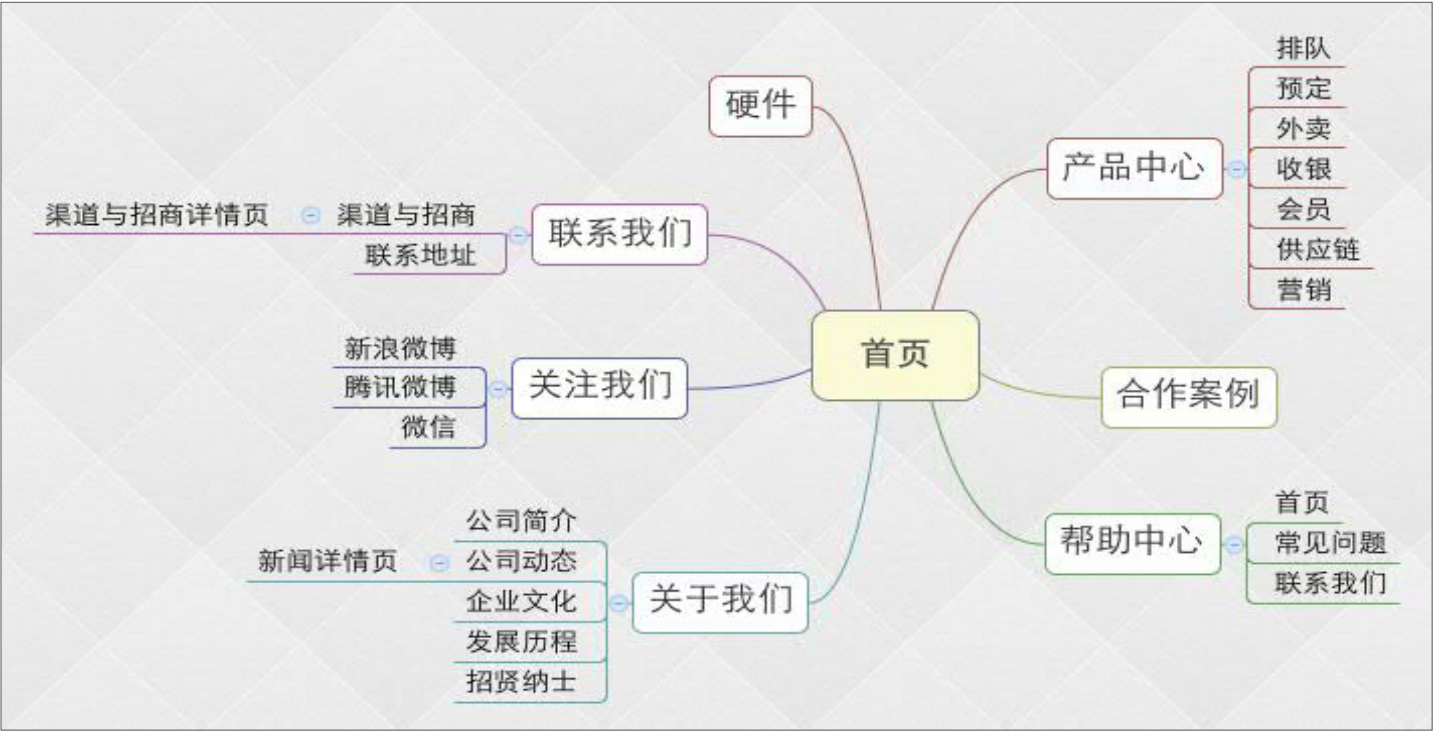 硬件
产品中心
排队
预定
外卖
收银
会员
供应链
营销
渠道与招商详情页
渠道与招商
联系地址
联系我们
新浪微博
腾讯微博
微信
关注我们
首页
合作案例
公司简介
新闻详情页
公司动态
企业文化
发展历程
招贤纳士
关于我们
帮助中心
首页
常见问题
联系我们